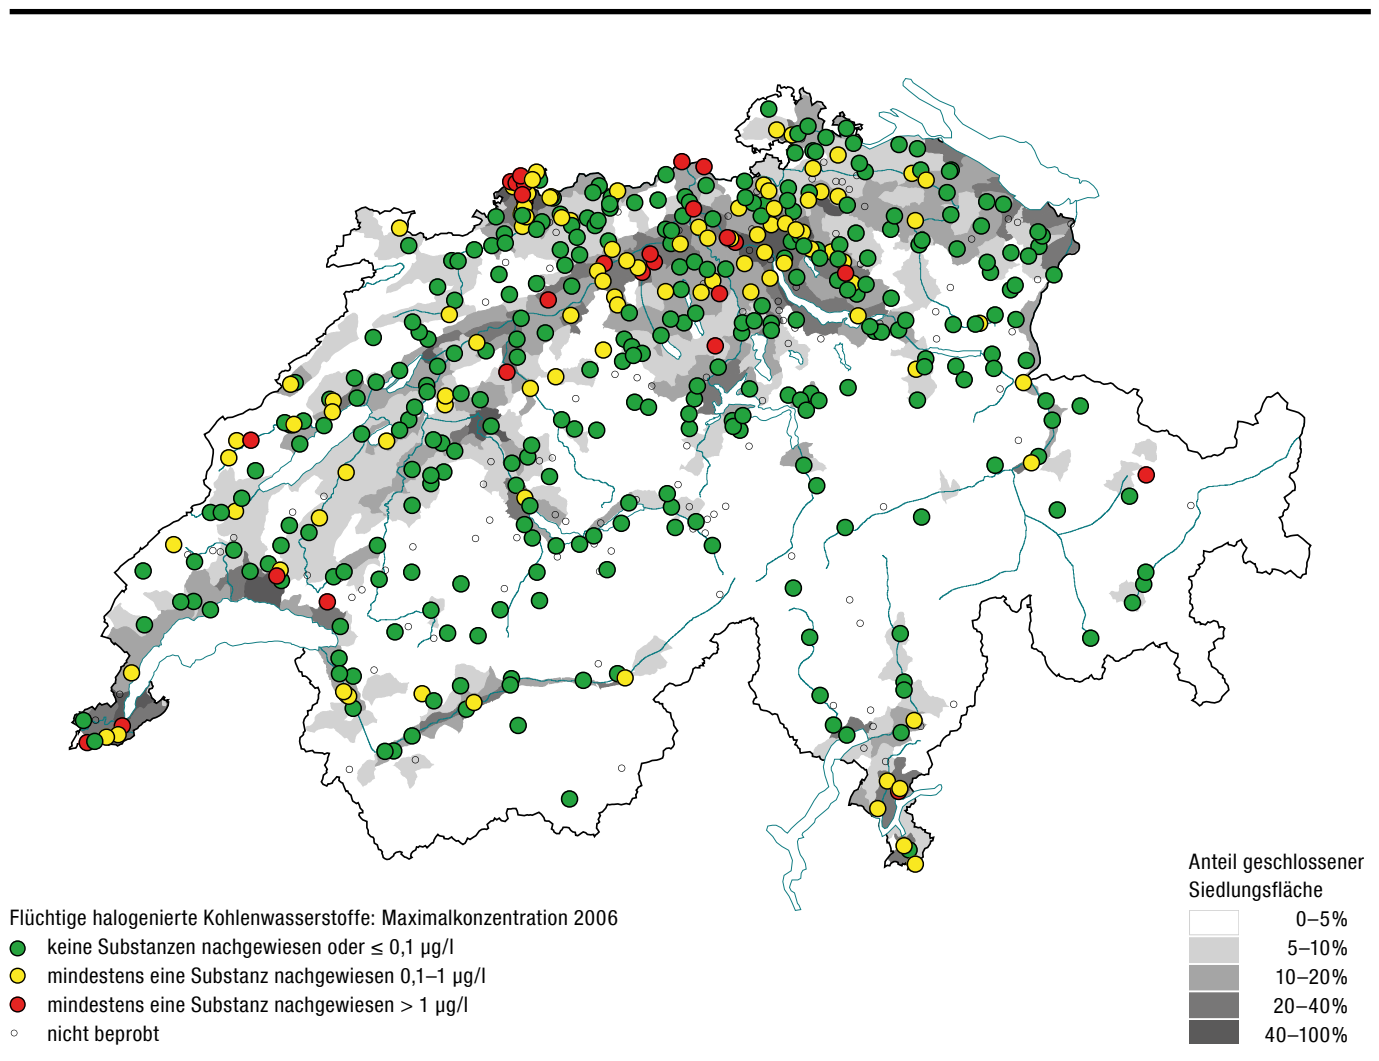 Flüchtige halogenierte Kohlenwasserstoffe: Maximalkonzentration 2006
keine Substanzen nachgewiesen oder ≤ 0,1 µg/l
mindestens eine Substanz nachgewiesen 0,1–1 µg/l
mindestens eine Substanz nachgewiesen > 1 µg/l
nicht beprobt
Anteil geschlossener
Siedlungsfläche
0–5%
5–10%
10–20%
20–40%
40–100%